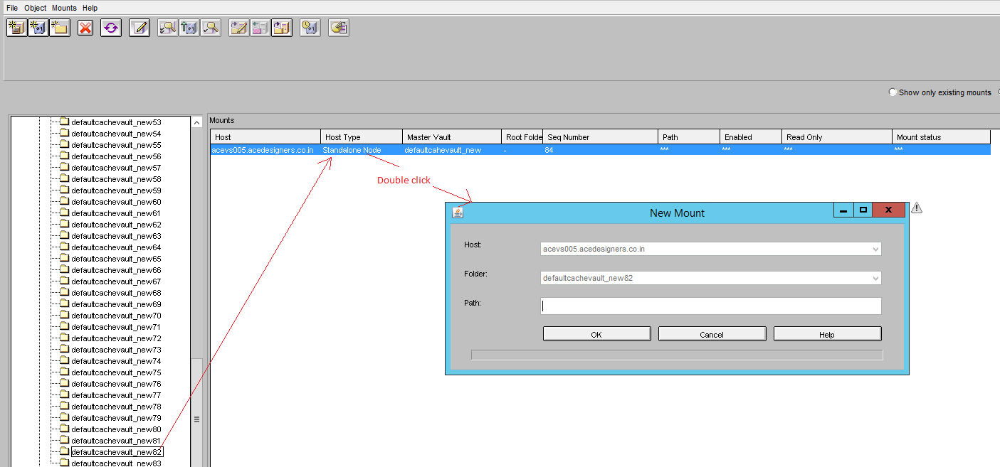 File Object Mounts Help
Show only existing mounts
Mounts
Host Host Type Master Vault Root Folde Seq Number Path Enabled Read Only Mount status
acevs005.acedesigners.co.in Standalone Node defaultcahevault_new - 84 *** *** *** ***
defaultcachevault_new53
defaultcachevault_new54
defaultcachevault_new55
defaultcachevault_new56
defaultcachevault_new57
defaultcachevault_new58
defaultcachevault_new59
defaultcachevault_new60
defaultcachevault_new61
defaultcachevault_new62
defaultcachevault_new63
defaultcachevault_new64
defaultcachevault_new65
defaultcachevault_new66
defaultcachevault_new67
defaultcachevault_new68
defaultcachevault_new69
defaultcachevault_new70
defaultcachevault_new71
defaultcachevault_new72
defaultcachevault_new73
defaultcachevault_new74
defaultcachevault_new75
defaultcachevault_new76
defaultcachevault_new77
defaultcachevault_new78
defaultcachevault_new79
defaultcachevault_new80
defaultcachevault_new81
defaultcachevault_new82
defaultcachevault_new83
Double click
New Mount
Host: acevs005.acedesigners.co.in
Folder: defaultcachevault_new82
Path:
OK Cancel Help